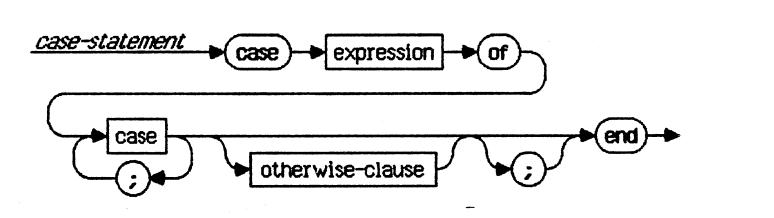 case-statement case expression of
case end
otherwise-clause ;
;